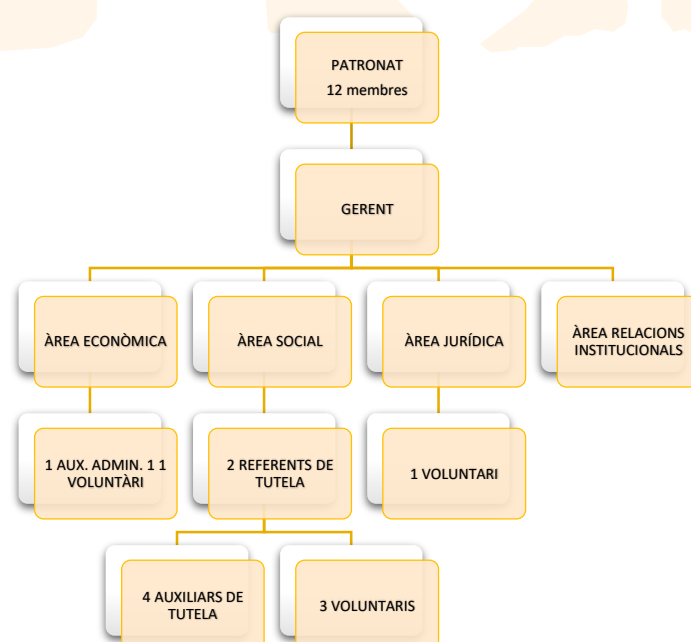 PATRONAT
12 membres
GERENT
ÀREA ECONÒMICA
ÀREA SOCIAL
ÀREA JURÍDICA
ÀREA RELACIONS
INSTITUCIONALS
1 AUX. ADMIN. 1 1
VOLUNTÀRI
2 REFERENTS DE
TUTELA
1 VOLUNTARI
4 AUXILIARS DE
TUTELA
3 VOLUNTARIS